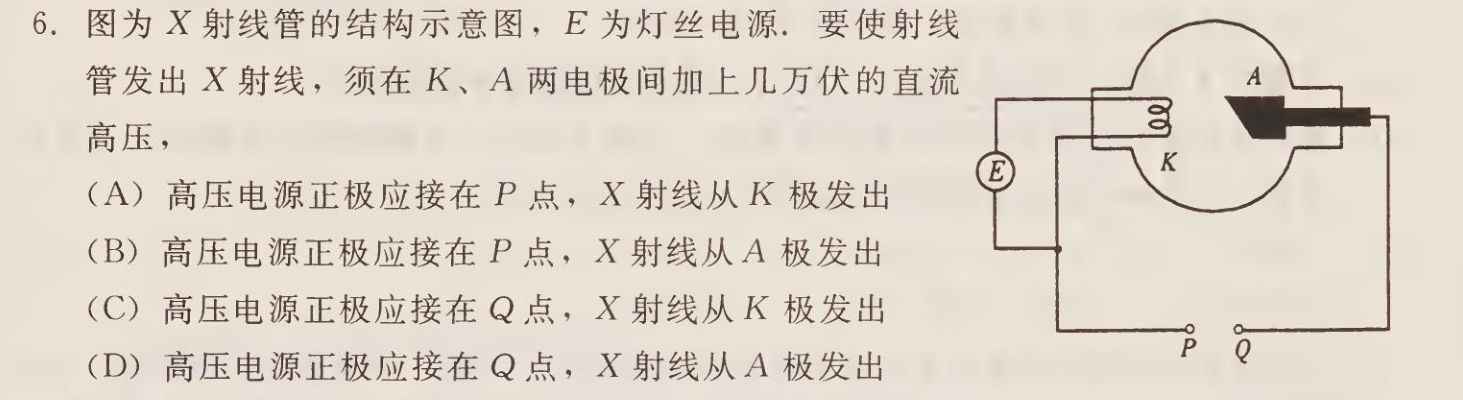 6. 图为 X 射线管的结构示意图，E 为灯丝电源. 要使射线
管发出 X 射线，须在 K、A 两电极间加上几万伏的直流
高压，
（A）高压电源正极应接在 P 点，X 射线从 K 极发出
（B）高压电源正极应接在 P 点，X 射线从 A 极发出
（C）高压电源正极应接在 Q 点，X 射线从 K 极发出
（D）高压电源正极应接在 Q 点，X 射线从 A 极发出
A
E
K
P
Q